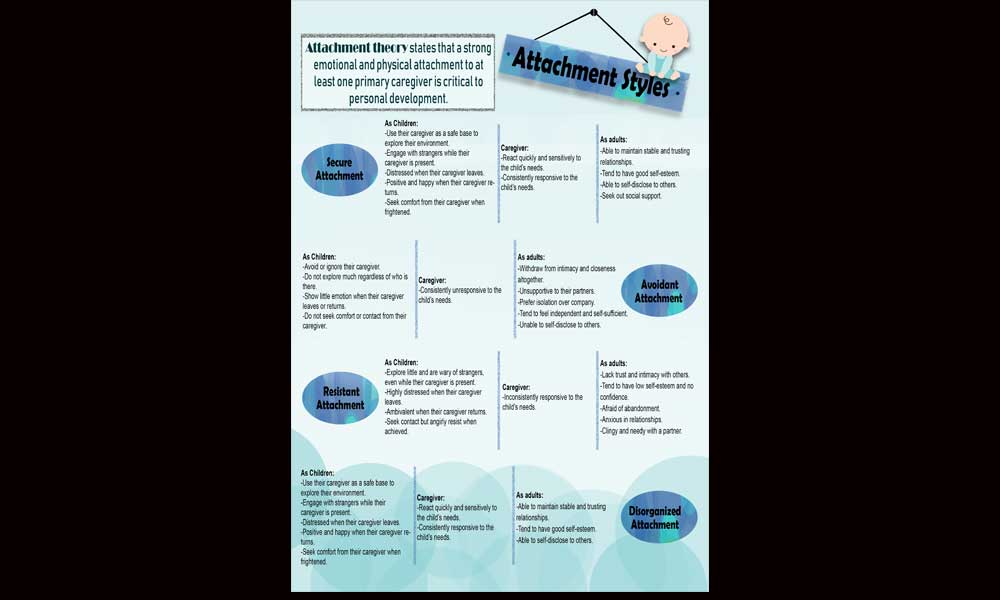 Attachment theory states that a strong
emotional and physical attachment to at
least one primary caregiver is critical to
personal development.
Attachment Styles
Secure
Attachment
As Children:
-Use their caregiver as a safe base to
explore their environment.
-Engage with strangers while their
caregiver is present.
-Distressed when their caregiver leaves.
-Positive and happy when their caregiver re-
turns.
-Seek comfort from their caregiver when
frightened.
Caregiver:
-React quickly and sensitively to
the child's needs.
-Consistently responsive to the
child's needs.
As adults:
-Able to maintain stable and trusting
relationships.
-Tend to have good self-esteem.
-Able to self-disclose to others.
-Seek out social support.
As Children:
-Avoid or ignore their caregiver.
-Do not explore much regardless of who is
there.
-Show little emotion when their caregiver
leaves or returns.
-Do not seek comfort or contact from their
caregiver.
Caregiver:
-Consistently unresponsive to the
child's needs.
As adults:
-Withdraw from intimacy and closeness
altogether.
-Unsupportive to their partners.
-Prefer isolation over company.
-Tend to feel independent and self-sufficient.
-Unable to self-disclose to others.
Avoidant
Attachment
Resistant
Attachment
As Children:
-Explore little and are wary of strangers,
even while their caregiver is present.
-Highly distressed when their caregiver
leaves.
-Ambivalent when their caregiver returns.
-Seek contact but angirly resist when
achieved.
Caregiver:
-Inconsistently responsive to the
child's needs.
As adults:
-Lack trust and intimacy with others.
-Tend to have low self-esteem and no
confidence.
-Afraid of abandonment.
-Anxious in relationships.
-Clingy and needy with a partner.
As Children:
-Use their caregiver as a safe base to
explore their environment.
-Engage with strangers while their
caregiver is present.
-Distressed when their caregiver leaves.
-Positive and happy when their caregiver re-
turns.
-Seek comfort from their caregiver when
frightened.
Caregiver:
-React quickly and sensitively to
the child's needs.
-Consistently responsive to the
child's needs.
As adults:
-Able to maintain stable and trusting
relationships.
-Tend to have good self-esteem.
-Able to self-disclose to others.
Disorganized
Attachment